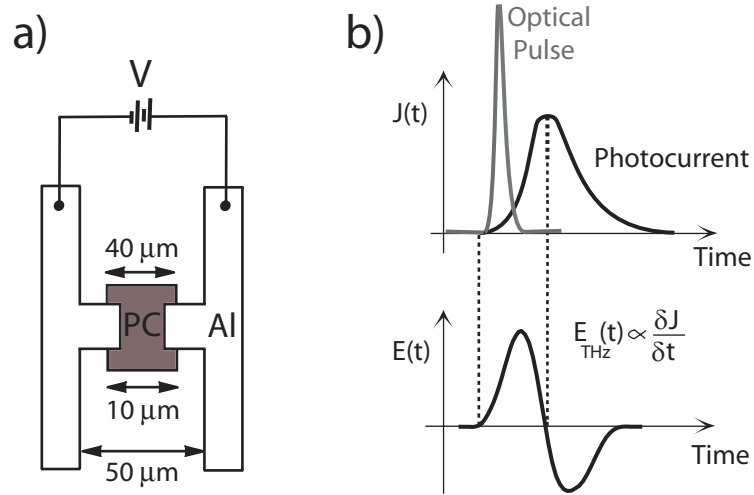 a)
V
40 μm
PC
Al
10 μm
50 μm
b)
Optical
Pulse
J(t)
Photocurrent
Time
E(t)
E_THz(t) ∝ δJ/δt
Time